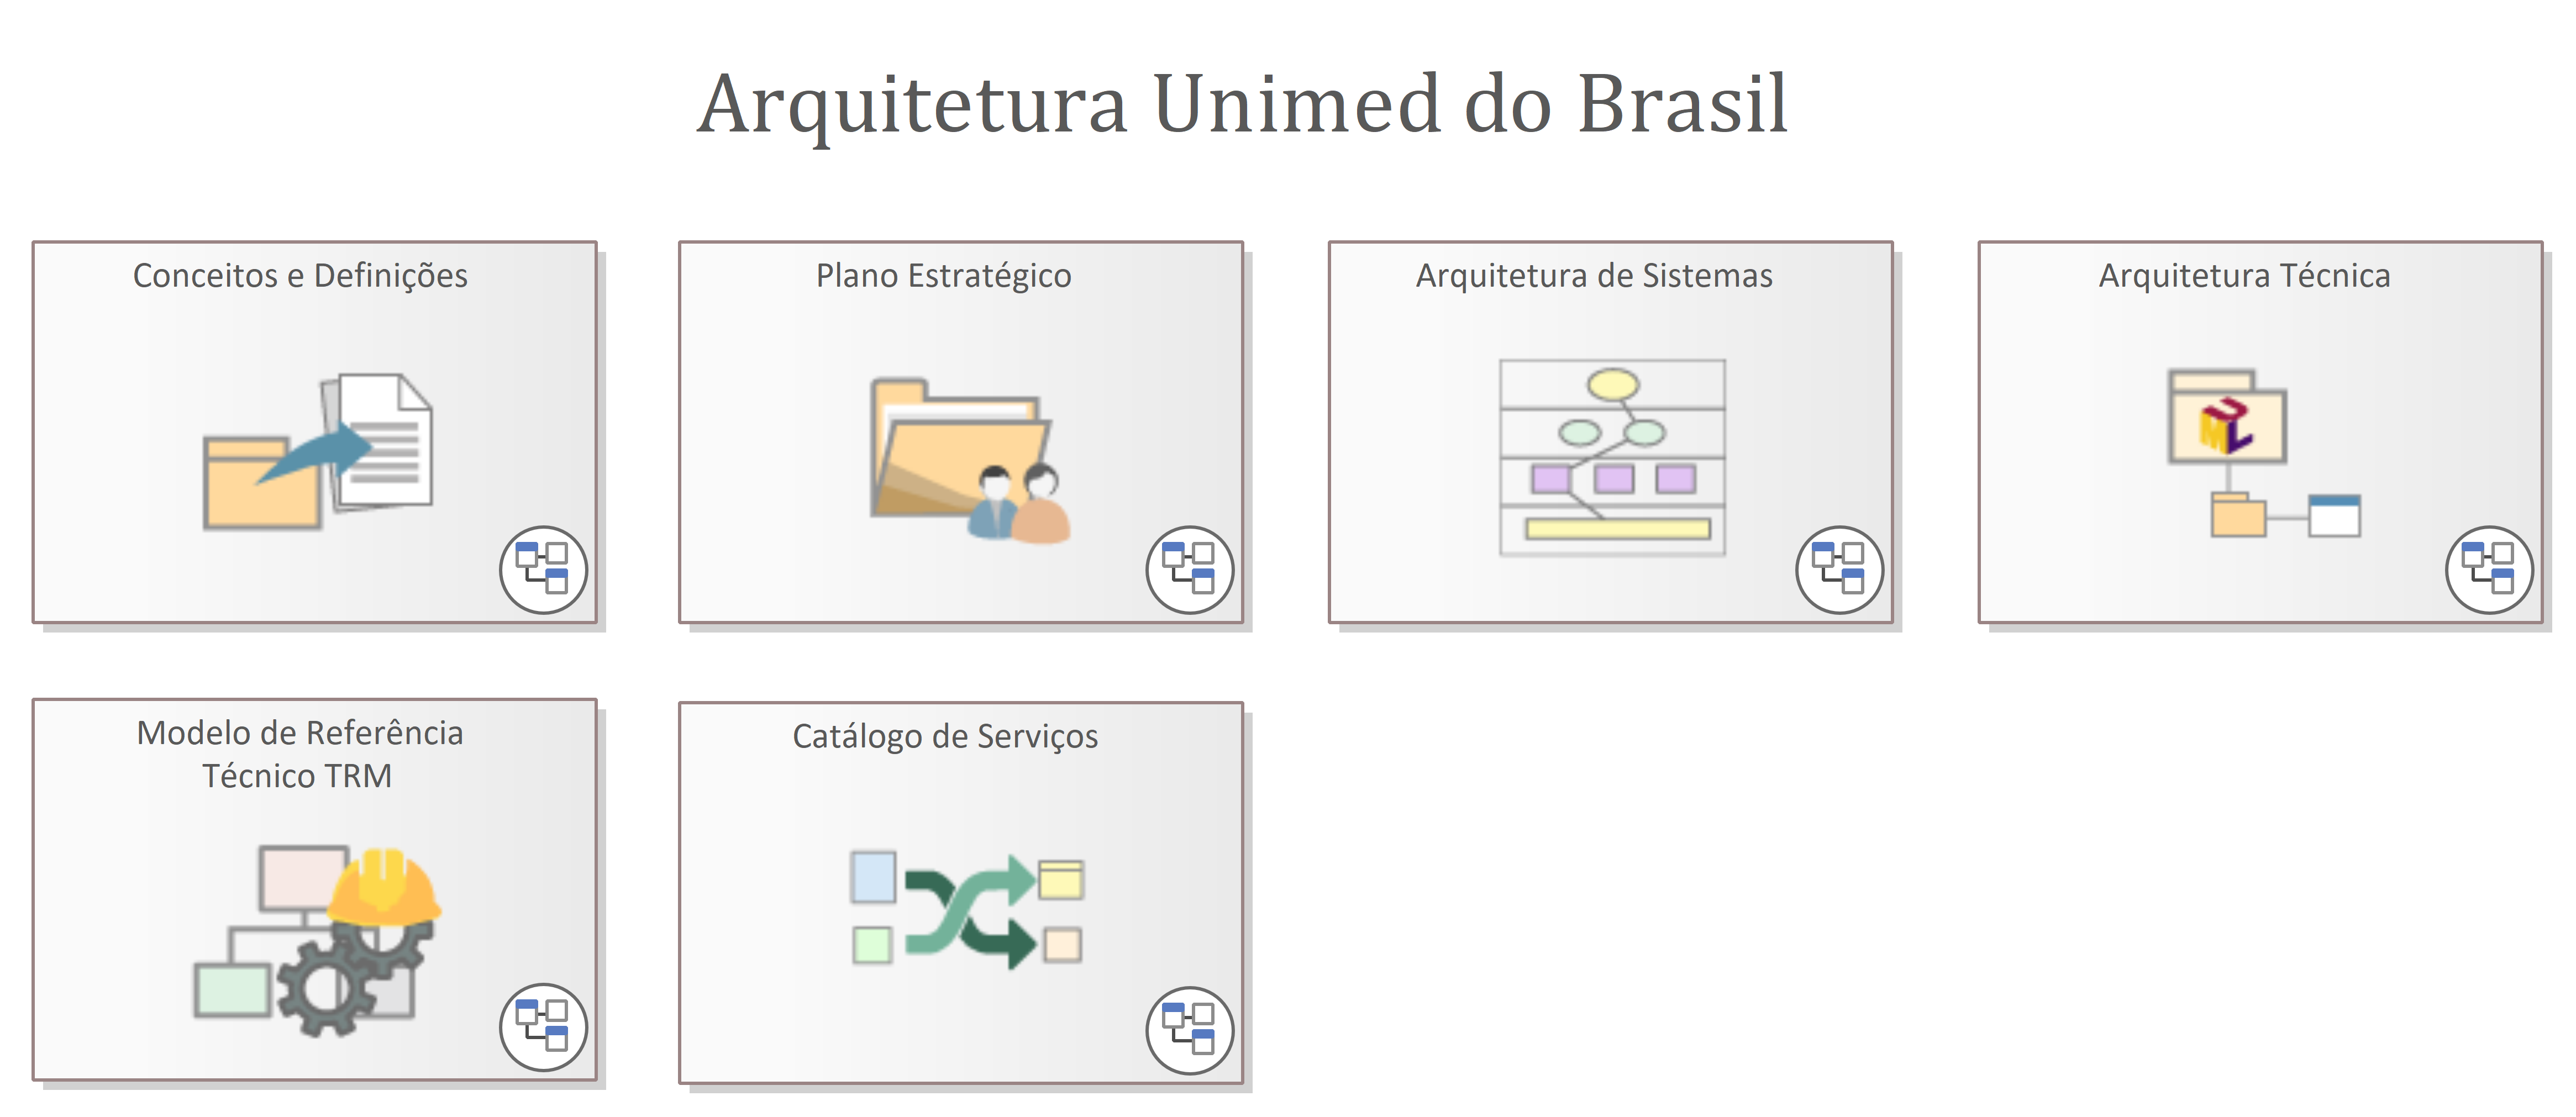 Arquitetura Unimed do Brasil
Conceitos e Definições
Plano Estratégico
Arquitetura de Sistemas
Arquitetura Técnica
UML
Modelo de Referência
Técnico TRM
Catálogo de Serviços